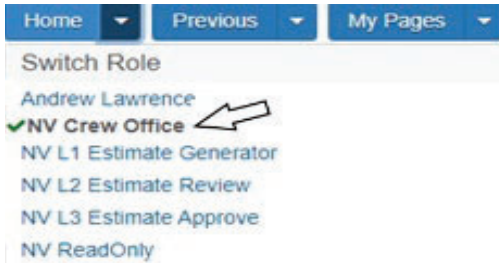 Home Previous My Pages
Switch Role
Andrew Lawrence
NV Crew Office
NV L1 Estimate Generator
NV L2 Estimate Review
NV L3 Estimate Approve
NV ReadOnly